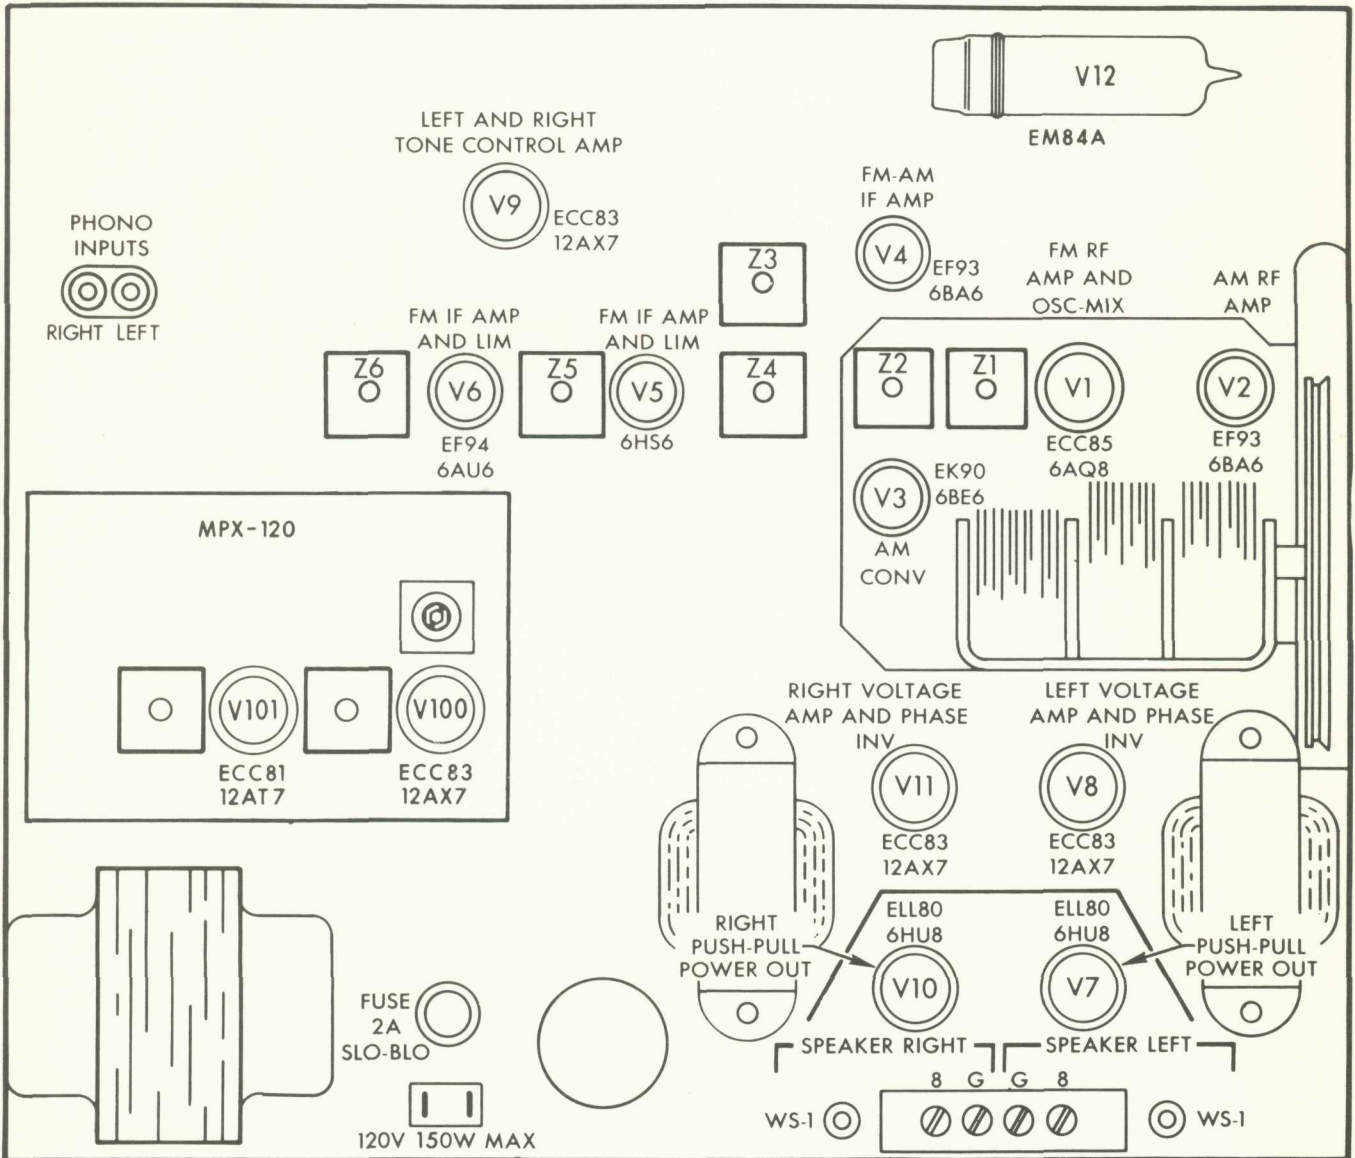 V12
EM84A
LEFT AND RIGHT
TONE CONTROL AMP
V9
ECC83
12AX7
PHONO
INPUTS
RIGHT LEFT
FM-AM
IF AMP
V4
EF93
6BA6
Z3
FM RF
AMP AND
OSC-MIX
AM RF
AMP
FM IF AMP
AND LIM
FM IF AMP
AND LIM
Z6
V6
EF94
6AU6
Z5
V5
6HS6
Z4
Z2
Z1
V1
ECC85
6AQ8
V2
EF93
6BA6
V3
EK90
6BE6
AM
CONV
MPX-120
V101
ECC81
12AT7
V100
ECC83
12AX7
RIGHT VOLTAGE
AMP AND PHASE
INV
V11
ECC83
12AX7
LEFT VOLTAGE
AMP AND PHASE
INV
V8
ECC83
12AX7
RIGHT
PUSH-PULL
POWER OUT
ELL80
6HU8
V10
ELL80
6HU8
V7
LEFT
PUSH-PULL
POWER OUT
FUSE
2A
SLO-BLO
120V 150W MAX
SPEAKER RIGHT
SPEAKER LEFT
8 G G 8
WS-1
WS-1